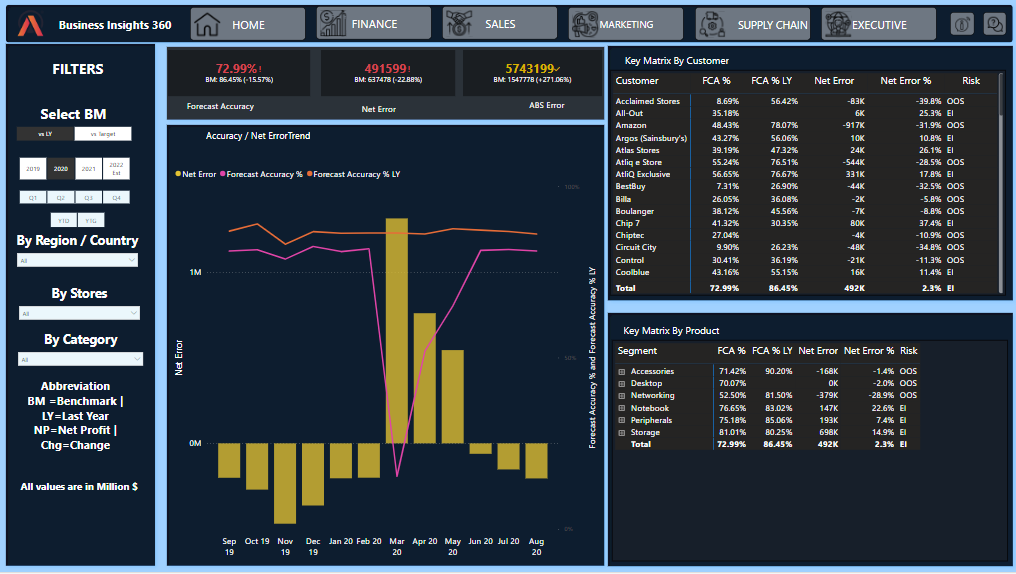 Business Insights 360
HOME
FINANCE
SALES
MARKETING
SUPPLY CHAIN
EXECUTIVE
FILTERS
Select BM
vs LY
vs Target
2019
2020
2021
2022
Est
Q1
Q2
Q3
Q4
YTD
YTG
By Region / Country
All
By Stores
All
By Category
All
Abbreviation
BM =Benchmark |
LY=Last Year
NP=Net Profit |
Chg=Change
All values are in Million $
72.99%!
BM: 86.45% (-15.57%)
Forecast Accuracy
491599!
BM: 637478 (-22.88%)
Net Error
5743199
BM: 1547778 (+271.06%)
ABS Error
Accuracy / Net ErrorTrend
Net Error Forecast Accuracy % Forecast Accuracy % LY
100%
1M
50%
0M
0%
Net Error
Forecast Accuracy % and Forecast Accuracy % LY
Sep 19
Oct 19
Nov 19
Dec 19
Jan 20
Feb 20
Mar 20
Apr 20
May 20
Jun 20
Jul 20
Aug 20
Key Matrix By Customer
Customer FCA % FCA % LY Net Error Net Error % Risk
Acclaimed Stores 8.69% 56.42% -83K -39.8% OOS
All-Out 35.18% 6K 25.3% EI
Amazon 48.43% 78.07% -917K -31.9% OOS
Argos (Sainsbury's) 43.27% 56.06% 10K 10.8% EI
Atlas Stores 39.19% 47.32% 24K 26.1% EI
Atliq e Store 55.24% 76.51% -544K -28.5% OOS
AtliQ Exclusive 56.65% 76.67% 331K 17.8% EI
BestBuy 7.31% 26.90% -44K -32.5% OOS
Billa 26.05% 36.08% -2K -5.8% OOS
Boulanger 38.12% 45.56% -7K -8.8% OOS
Chip 7 41.32% 30.35% 80K 37.4% EI
Chiptec 27.04% -4K -10.9% OOS
Circuit City 9.90% 26.23% -48K -34.8% OOS
Control 30.41% 36.19% -21K -11.3% OOS
Coolblue 43.16% 55.15% 16K 11.4% EI
Total 72.99% 86.45% 492K 2.3% EI
Key Matrix By Product
Segment FCA % FCA % LY Net Error Net Error % Risk
Accessories 71.42% 90.20% -168K -1.4% OOS
Desktop 70.07% 0K -2.0% OOS
Networking 52.50% 81.50% -379K -28.9% OOS
Notebook 76.65% 83.02% 147K 22.6% EI
Peripherals 75.18% 85.06% 193K 7.4% EI
Storage 81.01% 80.25% 698K 14.9% EI
Total 72.99% 86.45% 492K 2.3% EI